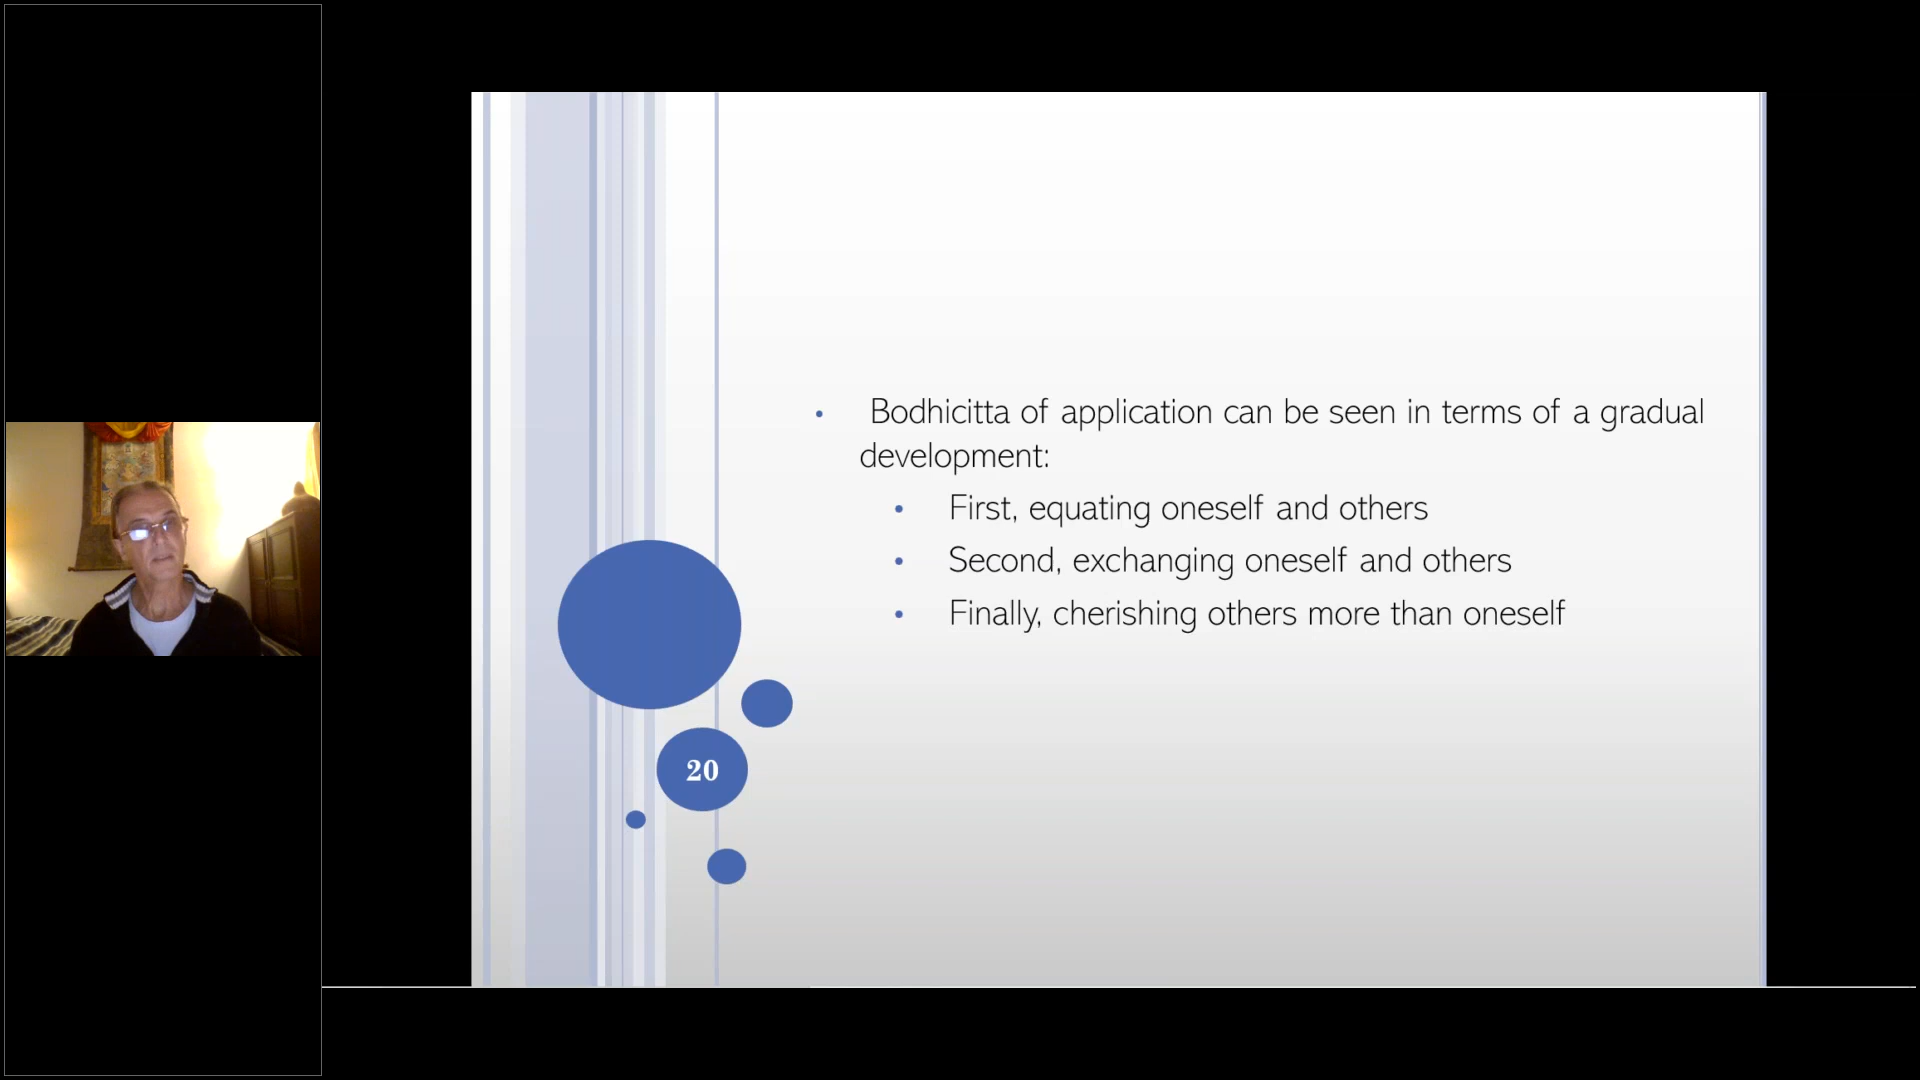 • Bodhicitta of application can be seen in terms of a gradual
development:
• First, equating oneself and others
• Second, exchanging oneself and others
• Finally, cherishing others more than oneself
20